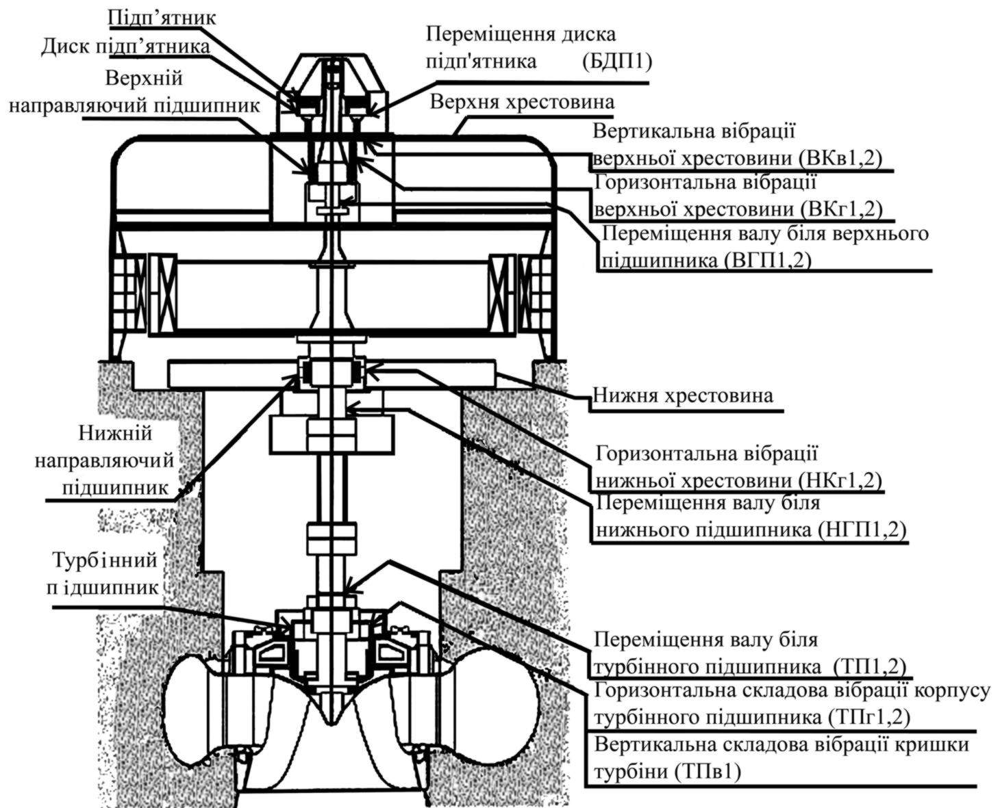 Підп’ятник
Диск підп’ятника
Верхній
направляючий підшипник
Переміщення диска
підп'ятника (БДП1)
Верхня хрестовина
Вертикальна вібрації
верхньої хрестовини (ВКв1,2)
Горизонтальна вібрації
верхньої хрестовини (ВКг1,2)
Переміщення валу біля верхнього
підшипника (ВГП1,2)
Нижня хрестовина
Нижній
направляючий
підшипник
Горизонтальна вібрації
нижньої хрестовини (НКг1,2)
Переміщення валу біля
нижнього підшипника (НГП1,2)
Турбінний
п ідшипник
Переміщення валу біля
турбінного підшипника (ТП1,2)
Горизонтальна складова вібрації корпусу
турбінного підшипника (ТПг1,2)
Вертикальна складова вібрації кришки
турбіни (ТПв1)